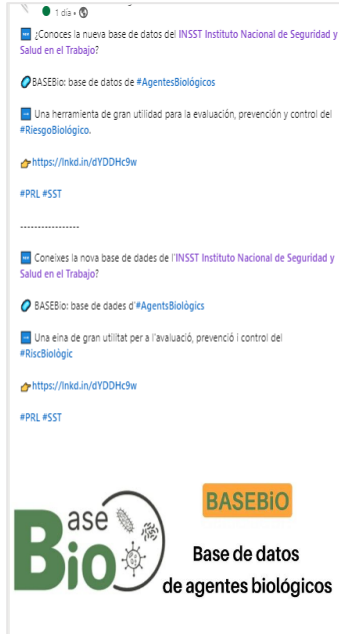 1 día •
¿Conoces la nueva base de datos del INSST Instituto Nacional de Seguridad y
Salud en el Trabajo?
BASEBio: base de datos de #AgentesBiológicos
Una herramienta de gran utilidad para la evaluación, prevención y control del
#RiesgoBiológico.
https://lnkd.in/dYDDHc9w
#PRL #SST
-----------------
Coneixes la nova base de dades de l'INSST Instituto Nacional de Seguridad y
Salud en el Trabajo?
BASEBio: base de dades d'#AgentsBiològics
Una eina de gran utilitat per a l'avaluació, prevenció i control del
#RiscBiològic
https://lnkd.in/dYDDHc9w
#PRL #SST
Base
Bio
BASEBiO
Base de datos
de agentes biológicos